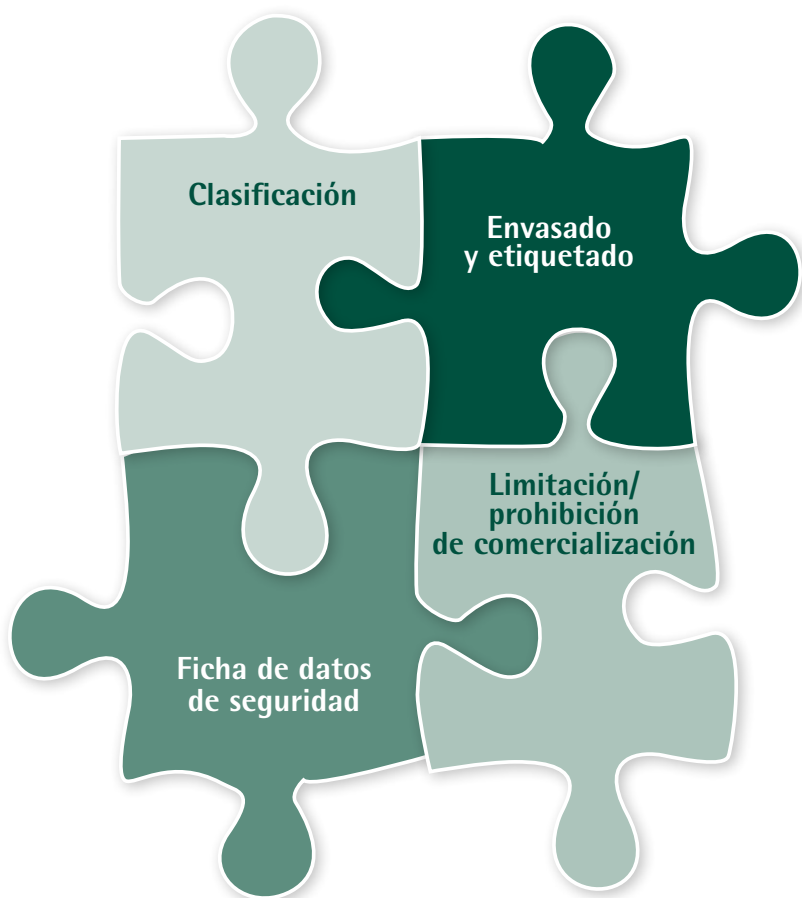 Clasificación
Envasado
y etiquetado
Limitación/
prohibición
de comercialización
Ficha de datos
de seguridad